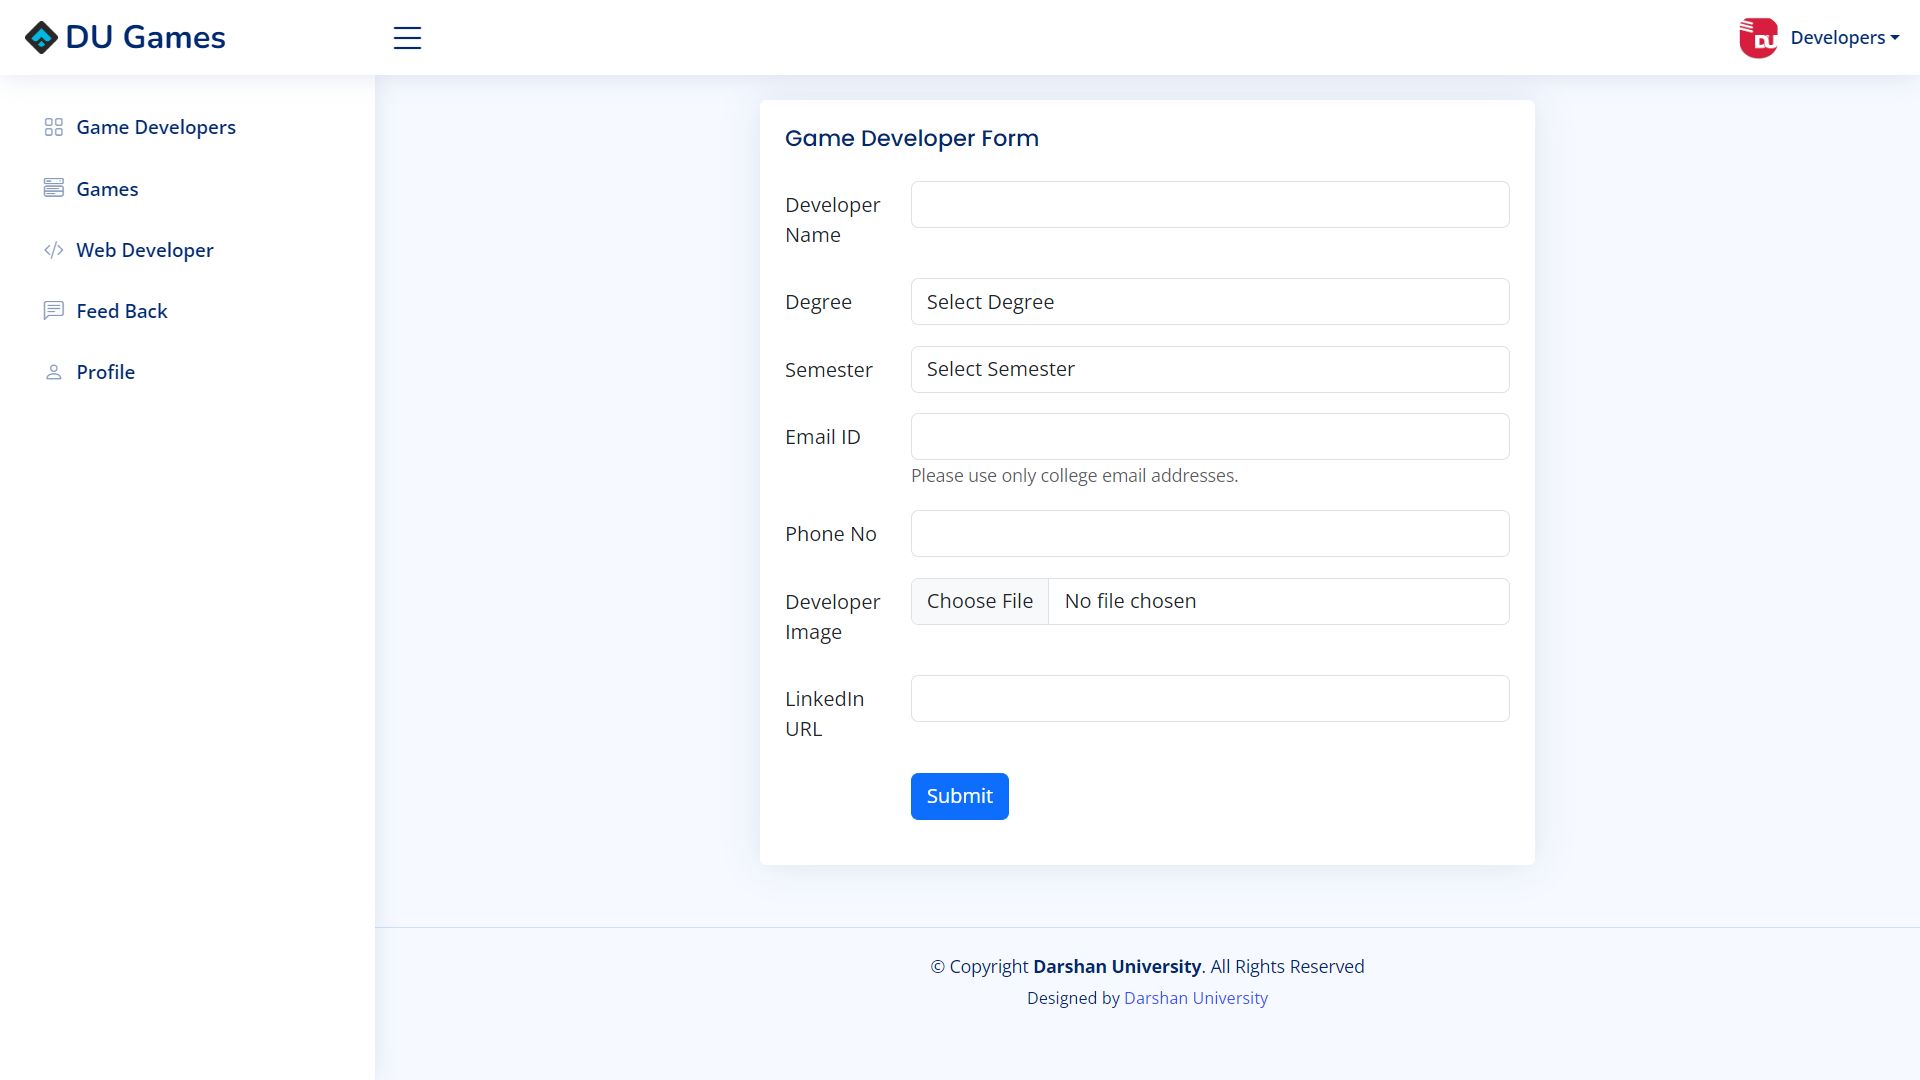 DU Games
DU
Developers
Game Developers
Games
Web Developer
Feed Back
Profile
Game Developer Form
Developer
Name
Degree
Select Degree
Semester
Select Semester
Email ID
Please use only college email addresses.
Phone No
Developer
Image
Choose File
No file chosen
LinkedIn
URL
Submit
© Copyright Darshan University. All Rights Reserved
Designed by Darshan University